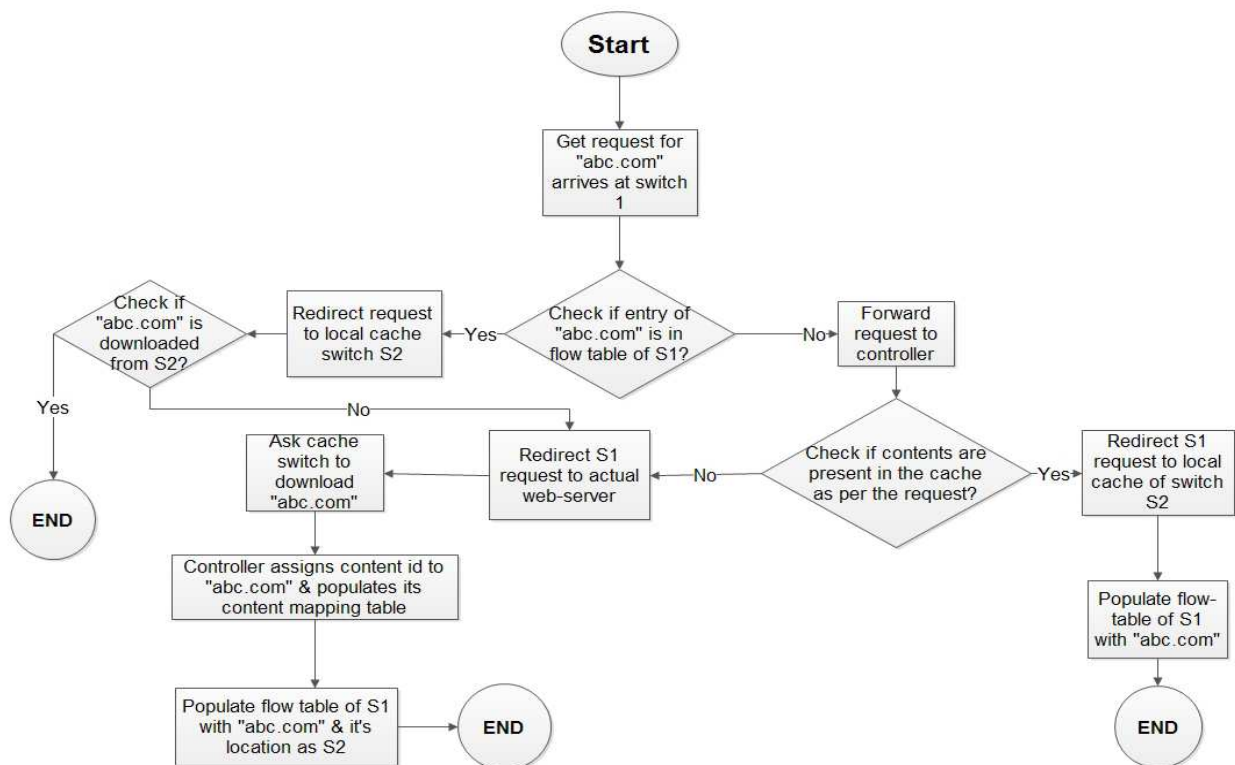 Start
Get request for
"abc.com"
arrives at switch
1
Check if entry of
"abc.com" is in
flow table of S1?
Yes
Redirect request
to local cache
switch S2
Check if
"abc.com" is
downloaded
from S2?
Yes
END
No
No
Forward
request to
controller
Check if contents are
present in the cache
as per the request?
Yes
Redirect S1
request to local
cache of switch
S2
Populate flow-
table of S1
with "abc.com"
END
No
Redirect S1
request to actual
web-server
Ask cache
switch to
download
"abc.com"
Controller assigns content id to
"abc.com" & populates its
content mapping table
Populate flow table of S1
with "abc.com" & it's
location as S2
END